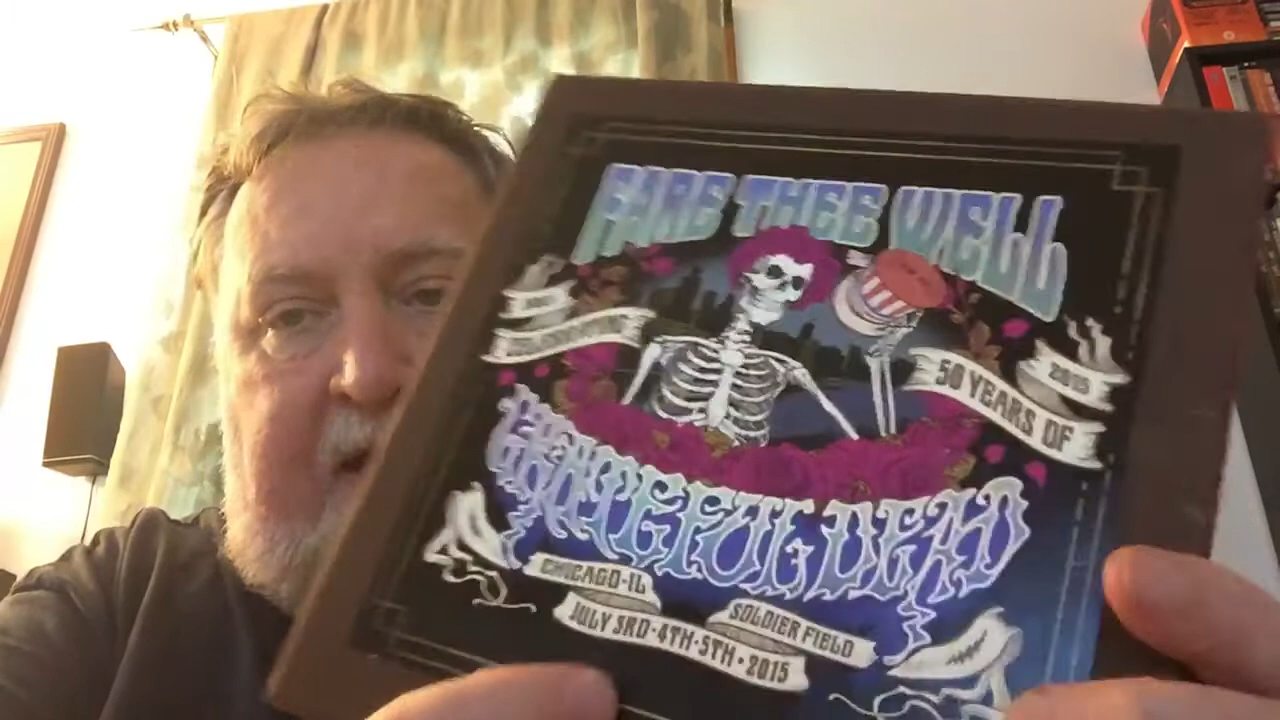 FARE THEE WELL
2015
50 YEARS OF
GRATEFUL DEAD
CHICAGO-IL
SOLDIER FIELD
JULY 3RD·4TH·5TH·2015